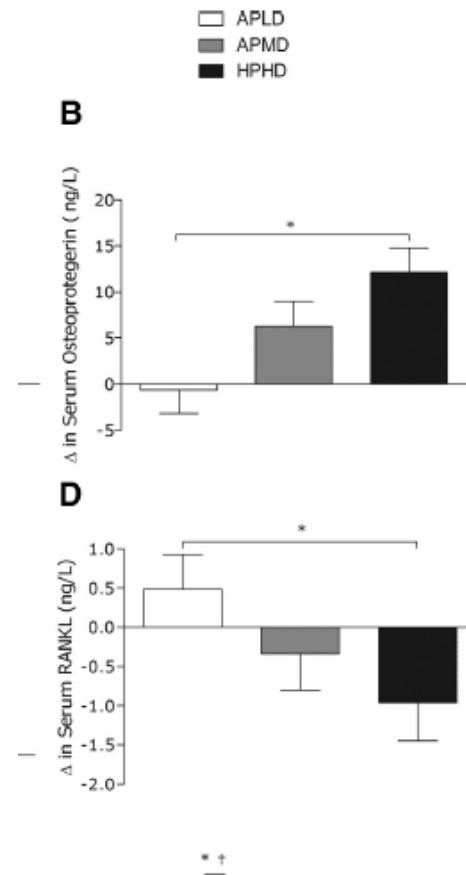 APLD
APMD
HPHD
B
Δ in Serum Osteoprotegerin ( ng/L)
20
15
10
5
0
-5
*
D
Δ in Serum RANKL (ng/L)
1.0
0.5
0.0
-0.5
-1.0
-1.5
-2.0
*
* †